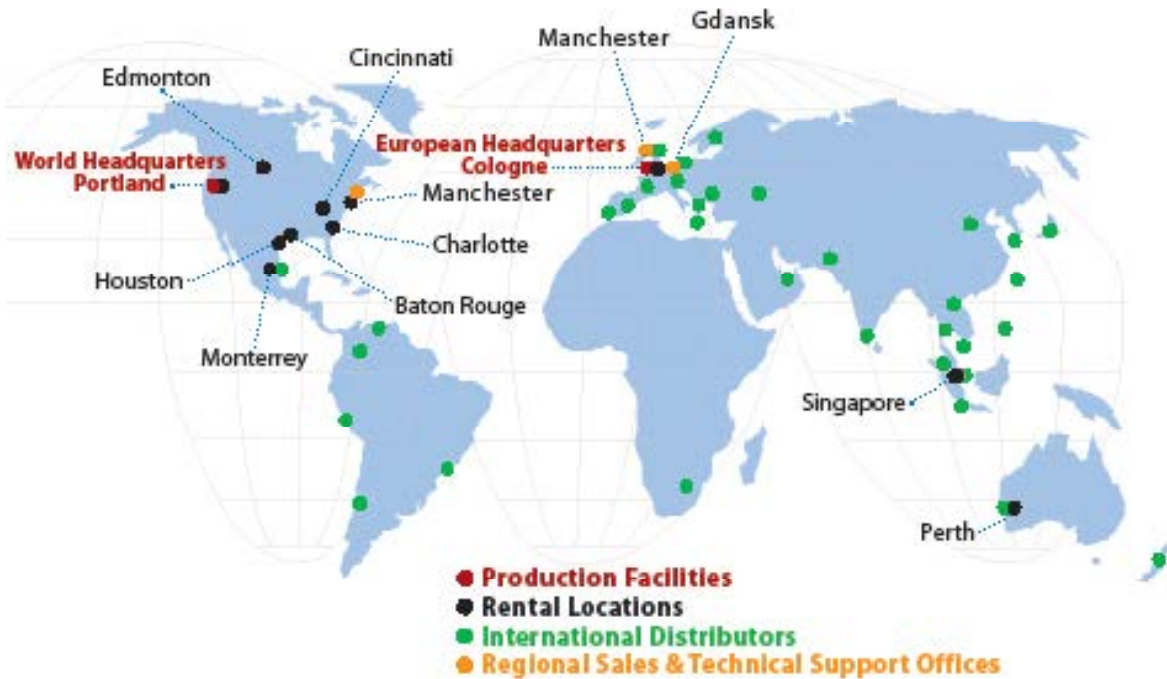 Gdansk
Manchester
Cincinnati
Edmonton
European Headquarters
Cologne
World Headquarters
Portland
Manchester
Charlotte
Houston
Baton Rouge
Monterrey
Singapore
Perth
Production Facilities
Rental Locations
International Distributors
Regional Sales & Technical Support Offices